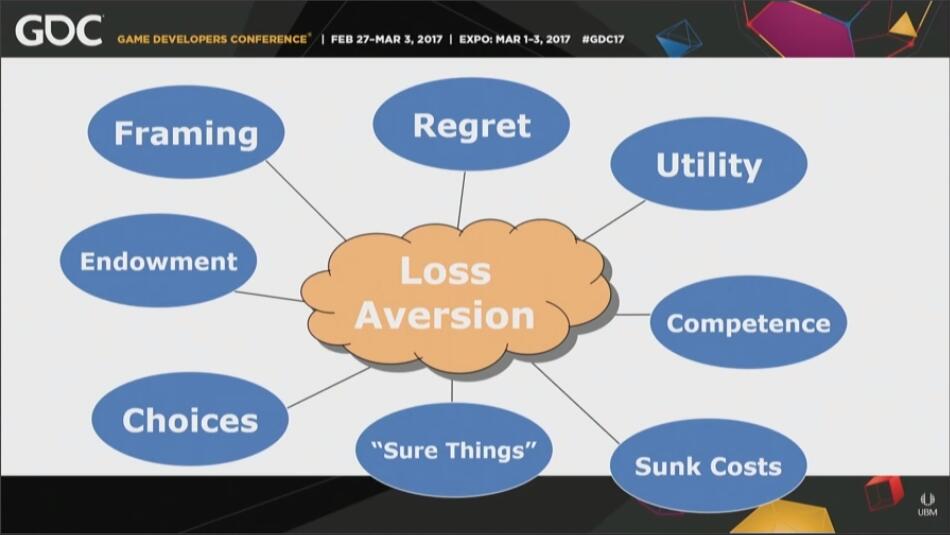 GDC
GAME DEVELOPERS CONFERENCE® | FEB 27–MAR 3, 2017 | EXPO: MAR 1–3, 2017 #GDC17
Framing
Regret
Utility
Endowment
Loss
Aversion
Competence
Choices
“Sure Things”
Sunk Costs
UBM